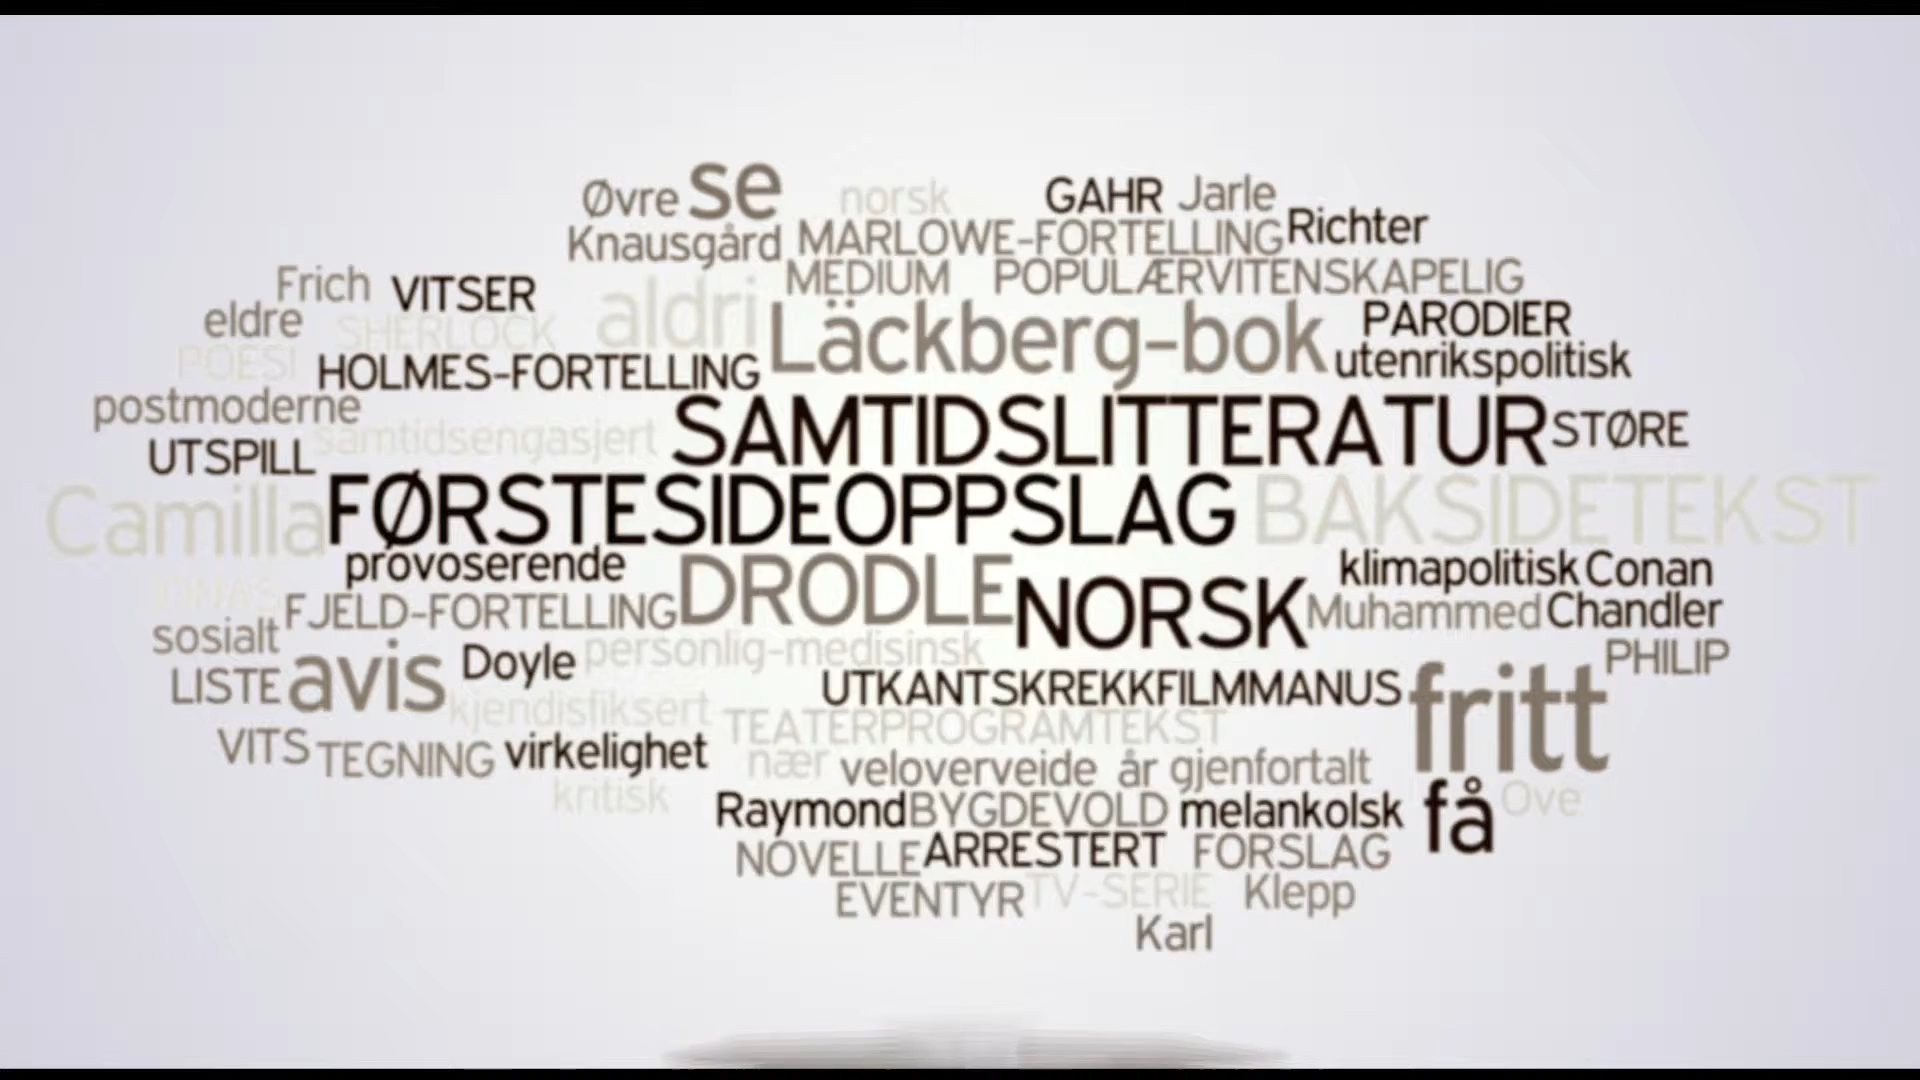 Øvre se norsk GAHR Jarle
Knausgård MARLOWE-FORTELLING Richter
Frich VITSER aldri MEDIUM POPULÆRVITENSKAPELIG
eldre SHERLOCK Läckberg-bok PARODIER
POESI HOLMES-FORTELLING utenrikspolitisk
postmoderne samtidsengasjert SAMTIDSLITTERATUR STØRE
UTSPILL
Camilla FØRSTESIDEOPPSLAG BAKSIDETEKST
provoserende DRODLE klimapolitisk Conan
JONAS FJELD-FORTELLING NORSK Muhammed Chandler
sosialt Doyle personlig-medisinsk PHILIP
LISTE avis UTKANTSKREKKFILMMANUS fritt
kjendisfiksert TEATERPROGRAMTEKST
VITS TEGNING virkelighet nær veloverveide år gjenfortalt
kritisk Raymond BYGDEVOLD melankolsk få Ove
NOVELLE ARRESTERT FORSLAG
EVENTYR TV-SERIE Klepp
Karl